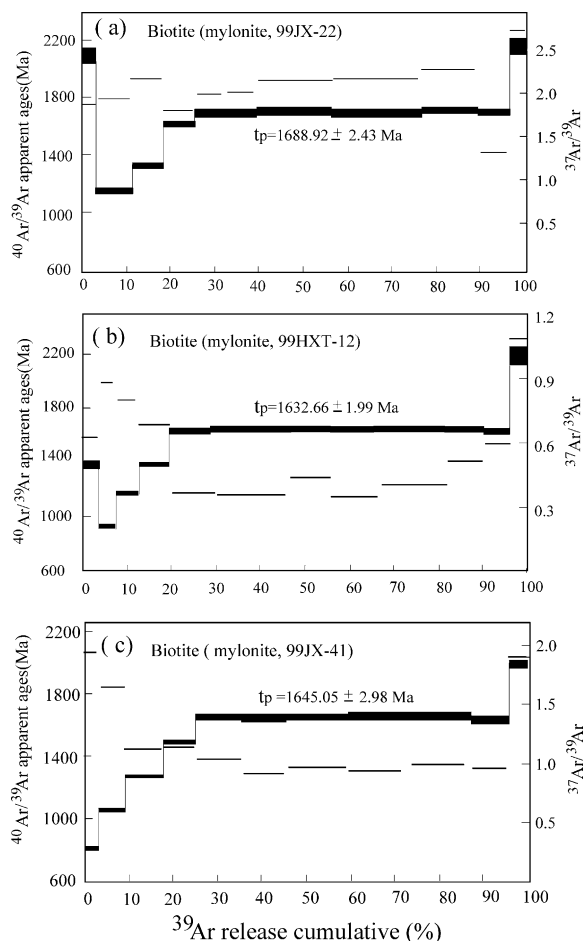 ( a ) Biotite (mylonite, 99JX-22)
2200
1800
1400
1000
600
40Ar/39Ar apparent ages(Ma)
tp=1688.92 ± 2.43 Ma
2.5
2.0
1.5
1.0
0.5
37Ar/39Ar
0 10 20 30 40 50 60 70 80 90 100
( b ) Biotite (mylonite, 99HXT-12)
2200
1800
1400
1000
600
40Ar/39Ar apparent ages(Ma)
tp=1632.66 ± 1.99 Ma
1.2
0.9
0.6
0.3
37Ar/39Ar
0 10 20 30 40 50 60 70 80 90 100
( c ) Biotite ( mylonite, 99JX-41)
2200
1800
1400
1000
600
40Ar/39Ar apparent ages(Ma)
tp=1645.05 ± 2.98 Ma
2.0
1.5
1.0
0.5
37Ar/39Ar
0 10 20 30 40 50 60 70 80 90 100
39Ar release cumulative (%)